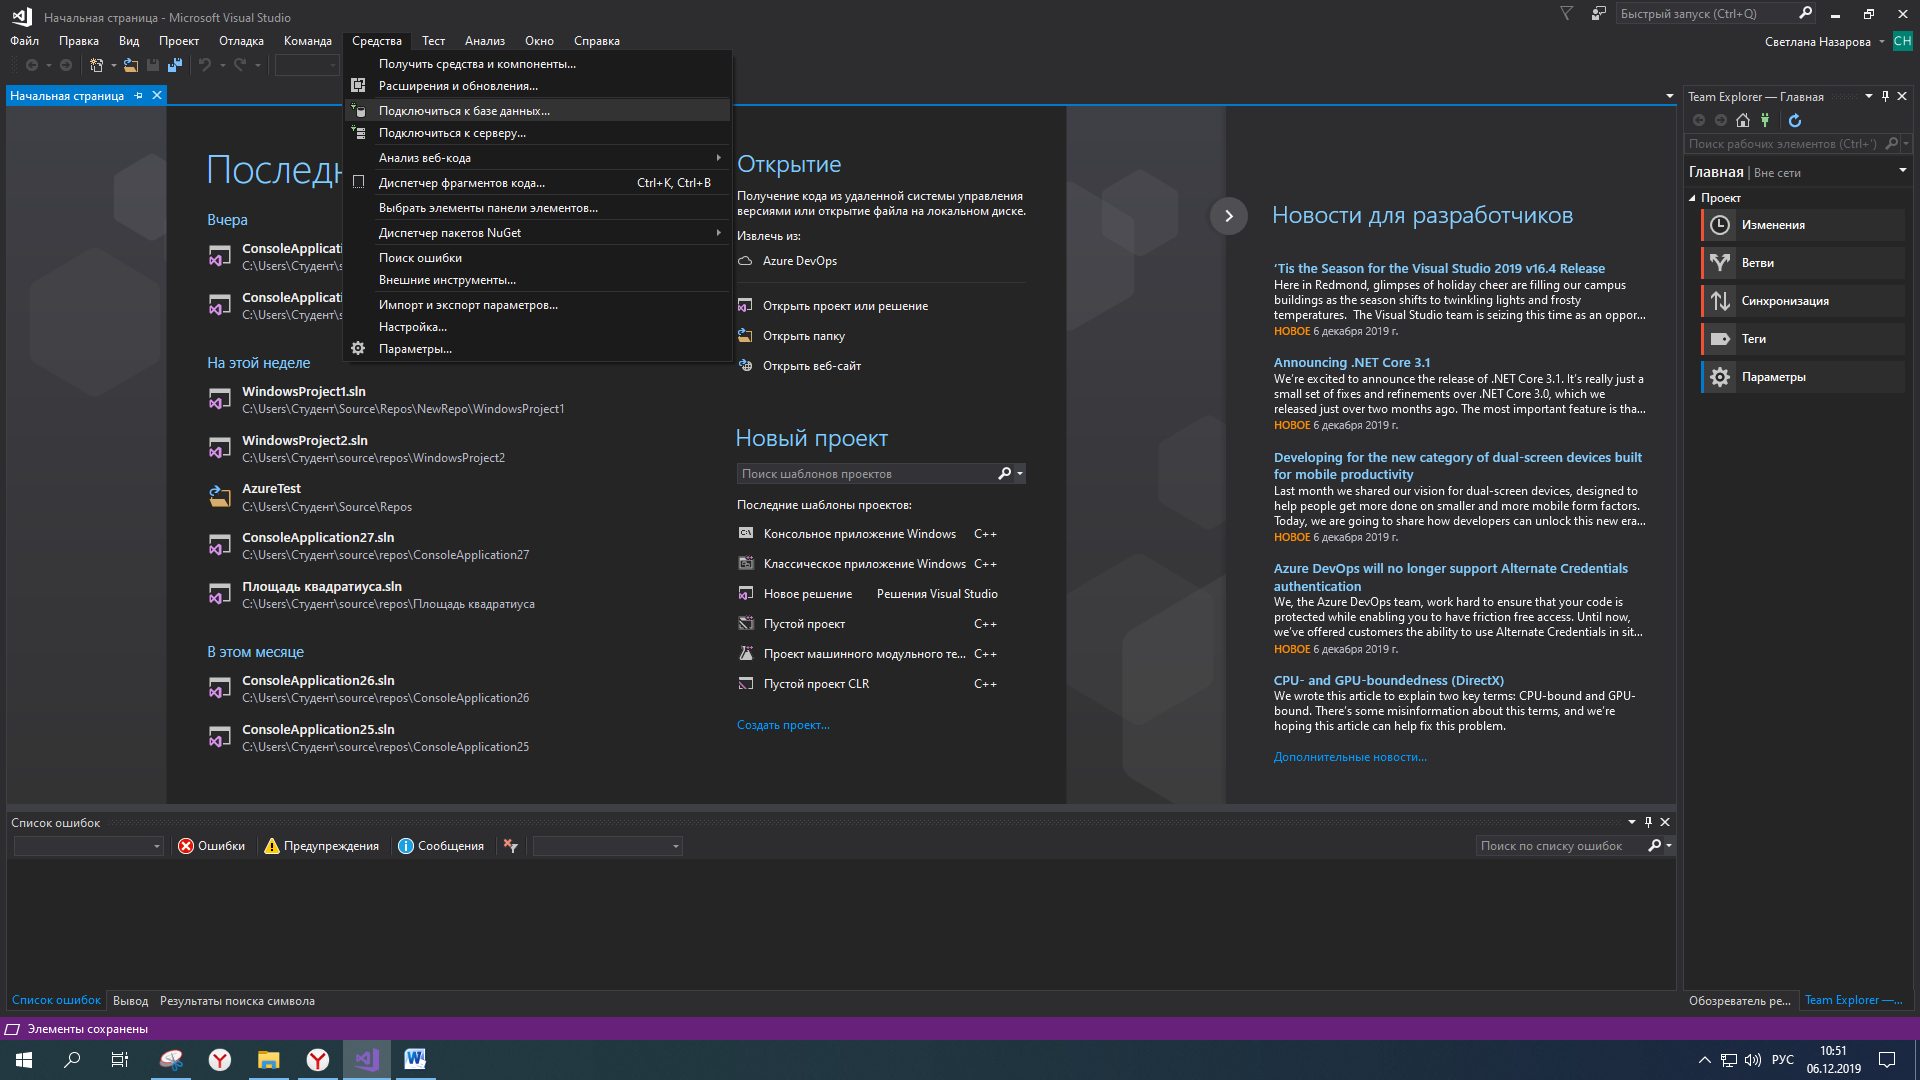 Начальная страница - Microsoft Visual Studio
Быстрый запуск (Ctrl+Q)
Файл Правка Вид Проект Отладка Команда Средства Тест Анализ Окно Справка
Светлана Назарова СН
Начальная страница
Получить средства и компоненты...
Расширения и обновления...
Подключиться к базе данных...
Подключиться к серверу...
Анализ веб-кода
Диспетчер фрагментов кода... Ctrl+K, Ctrl+B
Выбрать элементы панели элементов...
Диспетчер пакетов NuGet
Поиск ошибки
Внешние инструменты...
Импорт и экспорт параметров...
Настройка...
Параметры...
Последн
Вчера
ConsoleApplicati
C:\Users\Студент\s
ConsoleApplicati
C:\Users\Студент\s
На этой неделе
WindowsProject1.sln
C:\Users\Студент\Source\Repos\NewRepo\WindowsProject1
WindowsProject2.sln
C:\Users\Студент\source\repos\WindowsProject2
AzureTest
C:\Users\Студент\Source\Repos
ConsoleApplication27.sln
C:\Users\Студент\source\repos\ConsoleApplication27
Площадь квадратиуса.sln
C:\Users\Студент\source\repos\Площадь квадратиуса
В этом месяце
ConsoleApplication26.sln
C:\Users\Студент\source\repos\ConsoleApplication26
ConsoleApplication25.sln
C:\Users\Студент\source\repos\ConsoleApplication25
Открытие
Получение кода из удаленной системы управления
версиями или открытие файла на локальном диске.
Извлечь из:
Azure DevOps
Открыть проект или решение
Открыть папку
Открыть веб-сайт
Новый проект
Поиск шаблонов проектов
Последние шаблоны проектов:
Консольное приложение Windows C++
Классическое приложение Windows C++
Новое решение Решения Visual Studio
Пустой проект C++
Проект машинного модульного те... C++
Пустой проект CLR C++
Создать проект...
Новости для разработчиков
'Tis the Season for the Visual Studio 2019 v16.4 Release
Here in Redmond, glimpses of holiday cheer are filling our campus
buildings as the season shifts to twinkling lights and frosty
temperatures. The Visual Studio team is seizing this time as an oppor...
НОВОЕ 6 декабря 2019 г.
Announcing .NET Core 3.1
We're excited to announce the release of .NET Core 3.1. It's really just a
small set of fixes and refinements over .NET Core 3.0, which we
released just over two months ago. The most important feature is tha...
НОВОЕ 6 декабря 2019 г.
Developing for the new category of dual-screen devices built
for mobile productivity
Last month we shared our vision for dual-screen devices, designed to
help people get more done on smaller and more mobile form factors.
Today, we are going to share how developers can unlock this new era...
НОВОЕ 6 декабря 2019 г.
Azure DevOps will no longer support Alternate Credentials
authentication
We, the Azure DevOps team, work hard to ensure that your code is
protected while enabling you to have friction free access. Until now,
we've offered customers the ability to use Alternate Credentials in sit...
НОВОЕ 6 декабря 2019 г.
CPU- and GPU-boundedness (DirectX)
We wrote this article to explain two key terms: CPU-bound and GPU-
bound. There's some misinformation about this terms, and we're
hoping this article can help fix this problem.
Дополнительные новости...
Team Explorer — Главная
Поиск рабочих элементов (Ctrl+')
Главная | Вне сети
Проект
Изменения
Ветви
Синхронизация
Теги
Параметры
Список ошибок
Ошибки Предупреждения Сообщения
Поиск по списку ошибок
Список ошибок Вывод Результаты поиска символа
Обозреватель ре... Team Explorer —...
Элементы сохранены
РУС
10:51
06.12.2019